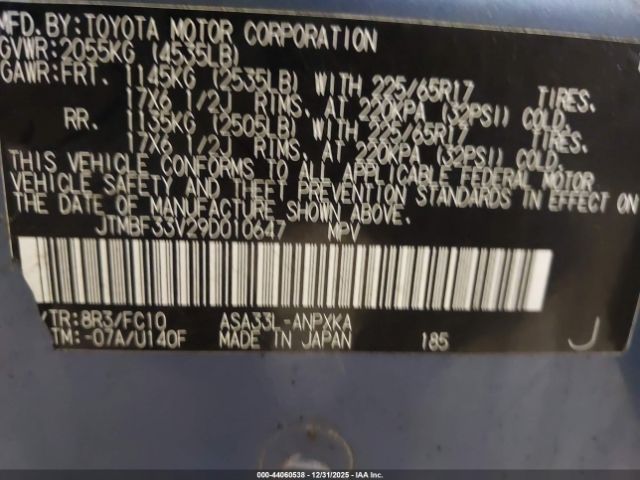 MFD.BY:TOYOTA MOTOR CORPORATION
GVWR:2055KG (4535LB)
GAWR:FRT. 1145KG (2535LB) WITH 225/65R17 TIRES.
17X6 1/2J RIMS. AT 220KPA (32PSI) COLD.
RR. 1135KG (2505LB) WITH 225/65R17 TIRES.
17X6 1/2J RIMS. AT 220KPA (32PSI) COLD.
THIS VEHICLE CONFORMS TO ALL APPLICABLE FEDERAL MOTOR
VEHICLE SAFETY AND THEFT PREVENTION STANDARDS IN EFFECT ON
THE DATE OF MANUFACTURE SHOWN ABOVE.
JTMBF33V29D010647 MPV
/TR:8R3/FC10 ASA33L-ANPXKA
TM:-07A/U140F MADE IN JAPAN 185 J
© IAA - 44060538 - 12/31/2025 - IAAI.COM